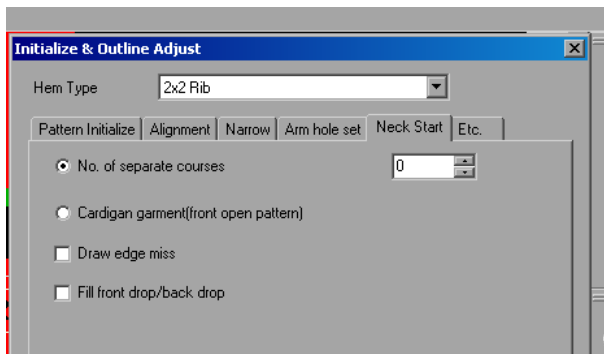 Initialize & Outline Adjust
Hem Type 2x2 Rib
Pattern Initialize Alignment Narrow Arm hole set Neck Start Etc.
No. of separate courses 0
Cardigan garment(front open pattern)
Draw edge miss
Fill front drop/back drop